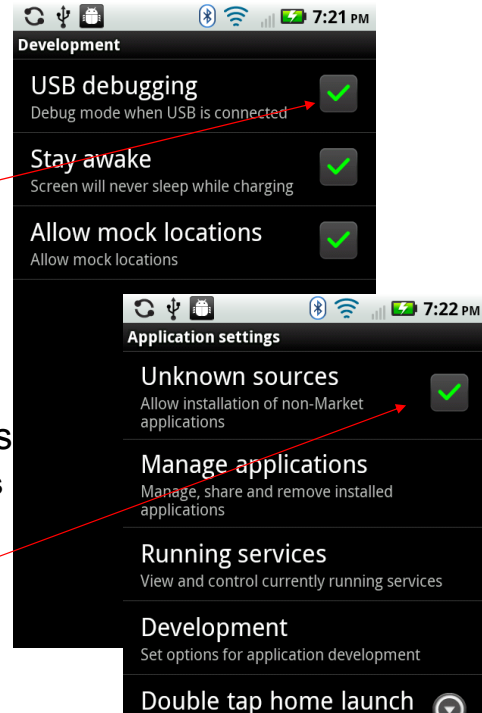 7:21 PM
Development
USB debugging
Debug mode when USB is connected
Stay awake
Screen will never sleep while charging
Allow mock locations
Allow mock locations
7:22 PM
Application settings
Unknown sources
Allow installation of non-Market
applications
s
s
Manage applications
Manage, share and remove installed
applications
Running services
View and control currently running services
Development
Set options for application development
Double tap home launch